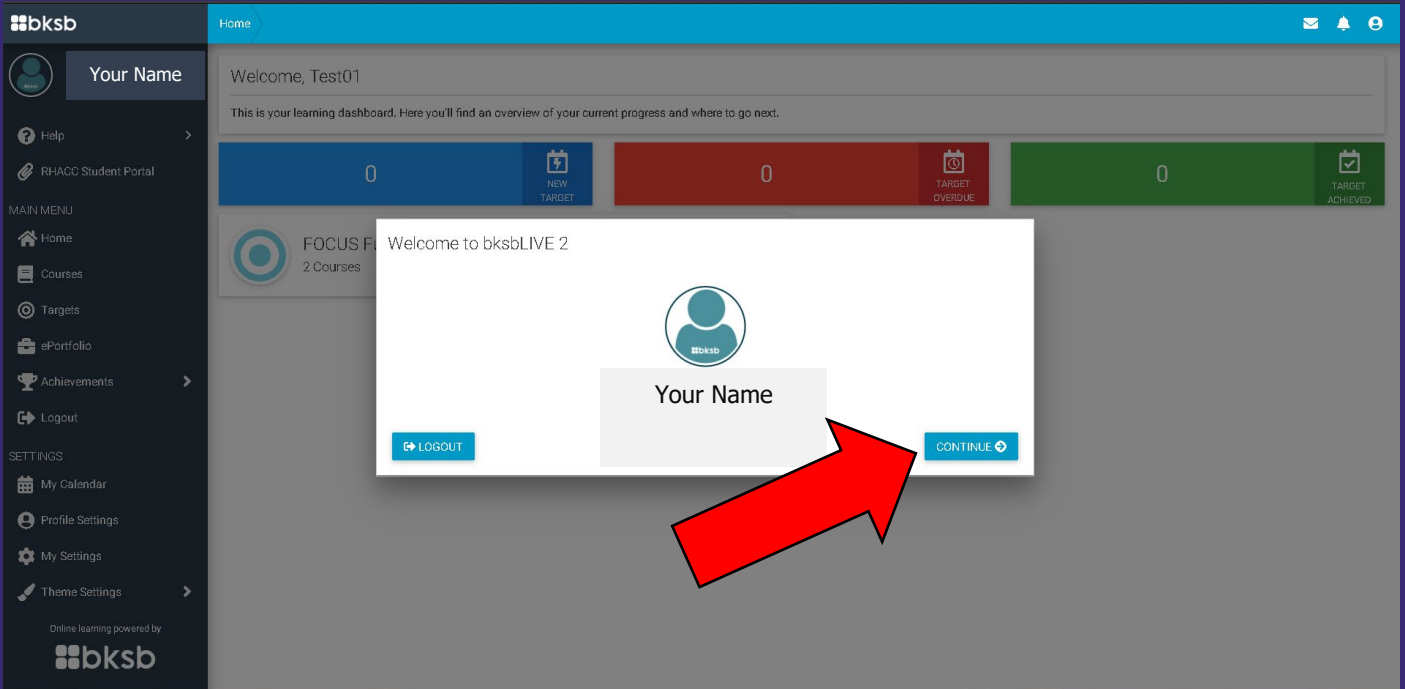 bksb
Home
Your Name
Welcome, Test01
This is your learning dashboard. Here you'll find an overview of your current progress and where to go next.
Help
RHACC Student Portal
0
NEW
TARGET
0
TARGET
OVERDUE
0
TARGET
ACHIEVED
MAIN MENU
Home
Courses
Targets
ePortfolio
Achievements
Logout
SETTINGS
My Calendar
Profile Settings
My Settings
Theme Settings
Online learning powered by
bksb
FOCUS
2 Courses
Welcome to bksbLIVE 2
bksb
Your Name
LOGOUT
CONTINUE